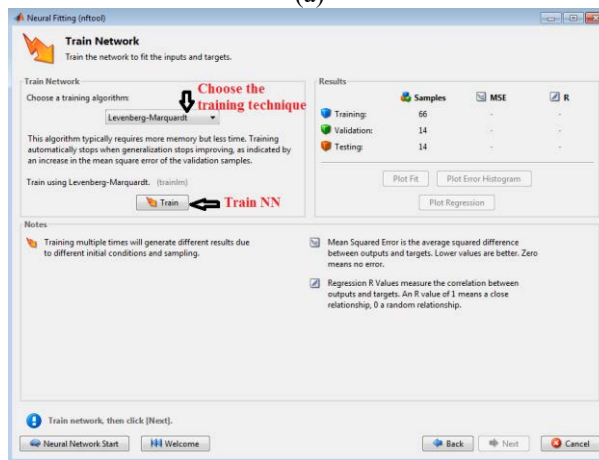 (a)
Neural Fitting (nftool)
Train Network
Train the network to fit the inputs and targets.
Train Network
Choose a training algorithm:
Choose the
training technique
Levenberg-Marquardt
This algorithm typically requires more memory but less time. Training
automatically stops when generalization stops improving, as indicated by
an increase in the mean square error of the validation samples.
Train using Levenberg-Marquardt. (trainlm)
Train
Train NN
Results
Samples MSE R
Training: 66 - -
Validation: 14 - -
Testing: 14 - -
Plot Fit Plot Error Histogram
Plot Regression
Notes
Training multiple times will generate different results due
to different initial conditions and sampling.
Mean Squared Error is the average squared difference
between outputs and targets. Lower values are better. Zero
means no error.
Regression R Values measure the correlation between
outputs and targets. An R value of 1 means a close
relationship, 0 a random relationship.
Train network, then click [Next].
Neural Network Start Welcome Back Next Cancel